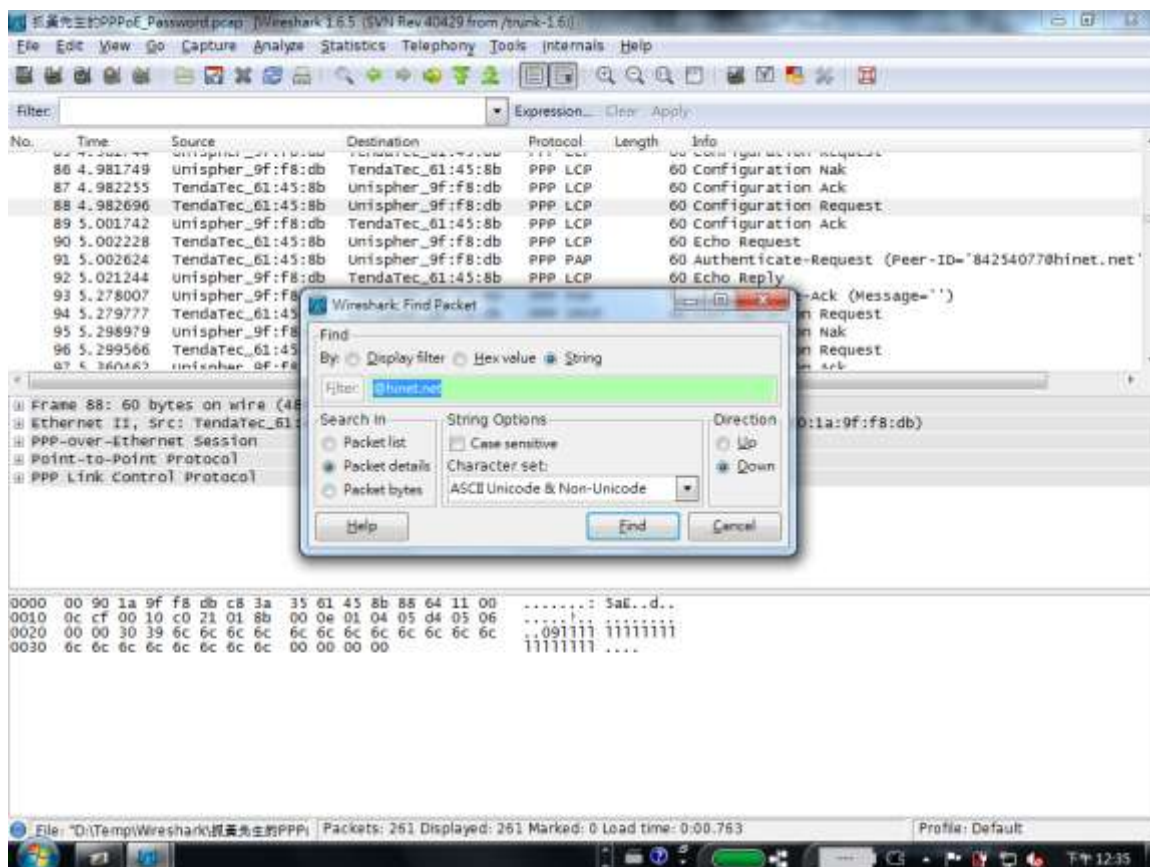 抓黃先生的PPPoE_Password.pcap [Wireshark 1.6.5 (SVN Rev 40429 from /trunk-1.6)]
File Edit View Go Capture Analyze Statistics Telephony Tools Internals Help
Filter: Expression... Clear Apply
No. Time Source Destination Protocol Length Info
86 4.981749 Unispher_9f:f8:db TendaTec_61:45:8b PPP LCP 60 Configuration Nak
87 4.982255 TendaTec_61:45:8b Unispher_9f:f8:db PPP LCP 60 Configuration Ack
88 4.982696 TendaTec_61:45:8b Unispher_9f:f8:db PPP LCP 60 Configuration Request
89 5.001742 Unispher_9f:f8:db TendaTec_61:45:8b PPP LCP 60 Configuration Ack
90 5.002228 TendaTec_61:45:8b Unispher_9f:f8:db PPP LCP 60 Echo Request
91 5.002624 TendaTec_61:45:8b Unispher_9f:f8:db PPP PAP 60 Authenticate-Request (Peer-ID='84254077@hinet.net'
92 5.021244 Unispher_9f:f8:db TendaTec_61:45:8b PPP LCP 60 Echo Reply
93 5.278007 Unispher_9f:f8 -Ack (Message='')
94 5.279777 TendaTec_61:45 n Request
95 5.298979 Unispher_9f:f8 n Nak
96 5.299566 TendaTec_61:45 n Request
97 5.360462 Unispher_9f:f8 n Ack
Wireshark: Find Packet
Find
By: Display filter Hex value String
Filter: @hinet.net
Search In String Options Direction
Packet list Case sensitive Up
Packet details Character set: Down
Packet bytes ASCII Unicode & Non-Unicode
Help Find Cancel
Frame 88: 60 bytes on wire (48
Ethernet II, Src: TendaTec_61: 0:1a:9f:f8:db)
PPP-over-Ethernet Session
Point-to-Point Protocol
PPP Link Control Protocol
0000 00 90 1a 9f f8 db c8 3a 35 61 45 8b 88 64 11 00 .......: 5aE..d..
0010 0c cf 00 10 c0 21 01 8b 00 0e 01 04 05 d4 05 06 .....!.. ........
0020 00 00 30 39 6c 6c 6c 6c 6c 6c 6c 6c 6c 6c 6c 6c ..09llll llllllll
0030 6c 6c 6c 6c 6c 6c 6c 6c 00 00 00 00 llllllll ....
File: "D:\Temp\Wireshark\抓黃先生的PPP Packets: 261 Displayed: 261 Marked: 0 Load time: 0:00.763 Profile: Default
下午 12:35